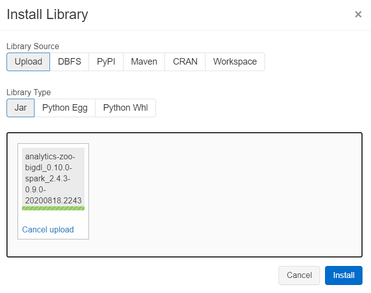 Install Library
×
Library Source
Upload DBFS PyPI Maven CRAN Workspace
Library Type
Jar Python Egg Python Whl
analytics-zoo-
bigdl_0.10.0-
spark_2.4.3-
0.9.0-
20200818.2243
Cancel upload
Cancel Install